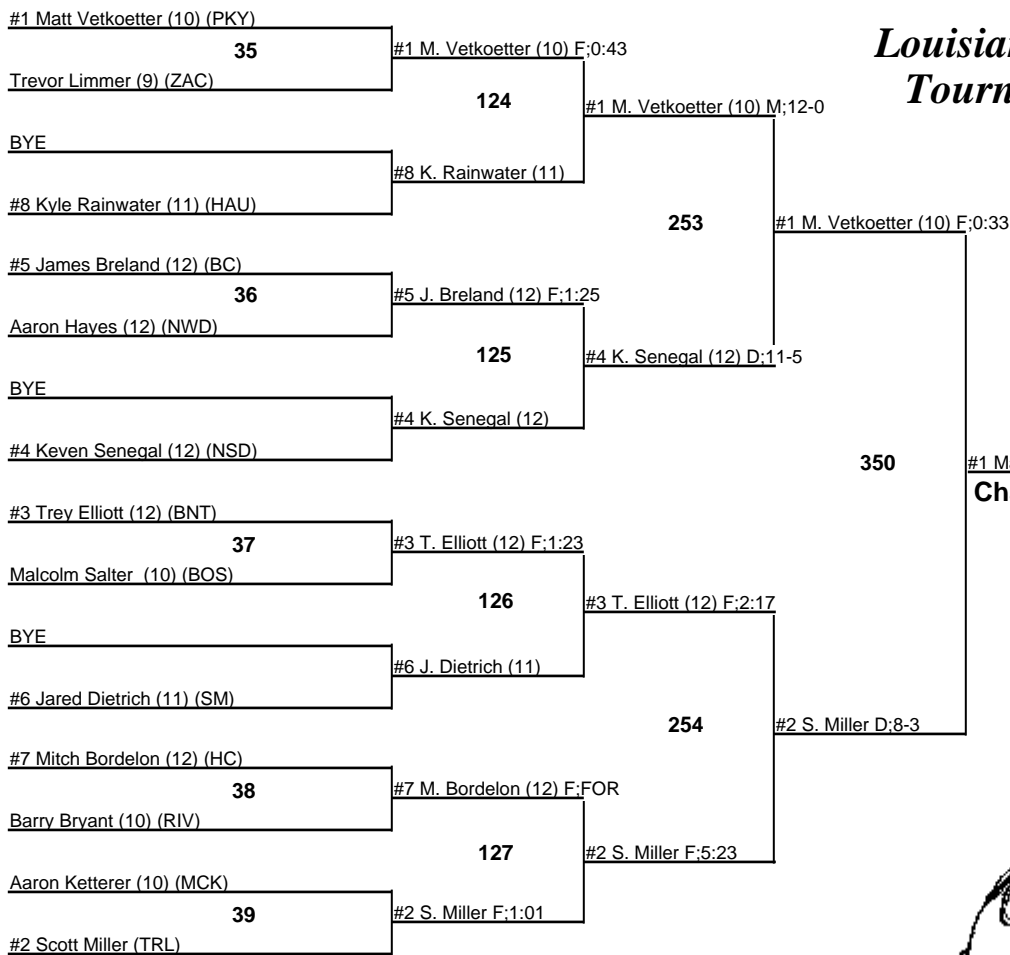 #1 Matt Vetkoetter (10) (PKY)
35
#1 M. Vetkoetter (10) F;0:43
Trevor Limmer (9) (ZAC)
124
#1 M. Vetkoetter (10) M;12-0
BYE
#8 K. Rainwater (11)
#8 Kyle Rainwater (11) (HAU)
253
#1 M. Vetkoetter (10) F;0:33
#5 James Breland (12) (BC)
36
#5 J. Breland (12) F;1:25
Aaron Hayes (12) (NWD)
125
#4 K. Senegal (12) D;11-5
BYE
#4 K. Senegal (12)
#4 Keven Senegal (12) (NSD)
350
#1 M
Ch
#3 Trey Elliott (12) (BNT)
37
#3 T. Elliott (12) F;1:23
Malcolm Salter (10) (BOS)
126
#3 T. Elliott (12) F;2:17
BYE
#6 J. Dietrich (11)
#6 Jared Dietrich (11) (SM)
254
#2 S. Miller D;8-3
#7 Mitch Bordelon (12) (HC)
38
#7 M. Bordelon (12) F;FOR
Barry Bryant (10) (RIV)
127
#2 S. Miller F;5:23
Aaron Ketterer (10) (MCK)
39
#2 S. Miller F;1:01
#2 Scott Miller (TRL)
Louisia
Tourn